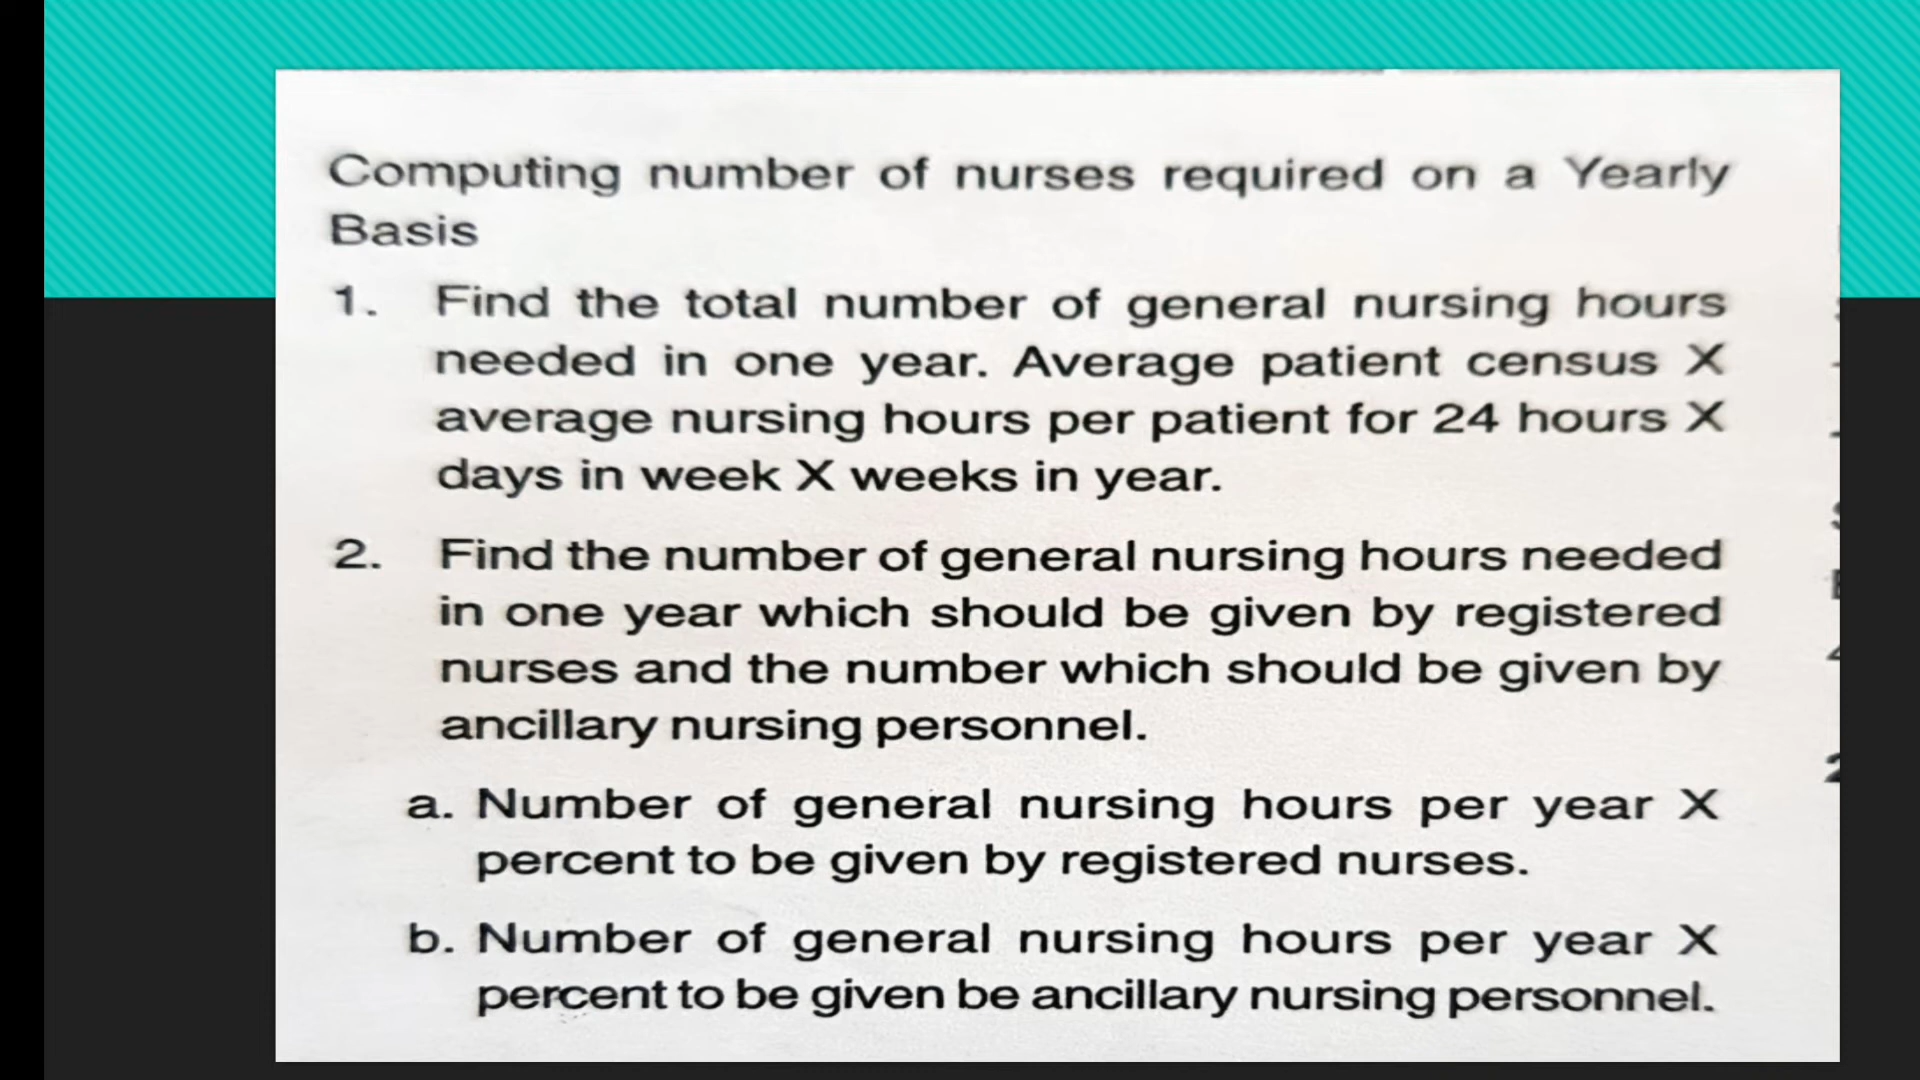 Computing number of nurses required on a Yearly
Basis
1. Find the total number of general nursing hours
needed in one year. Average patient census X
average nursing hours per patient for 24 hours X
days in week X weeks in year.
2. Find the number of general nursing hours needed
in one year which should be given by registered
nurses and the number which should be given by
ancillary nursing personnel.
a. Number of general nursing hours per year X
percent to be given by registered nurses.
b. Number of general nursing hours per year X
percent to be given be ancillary nursing personnel.